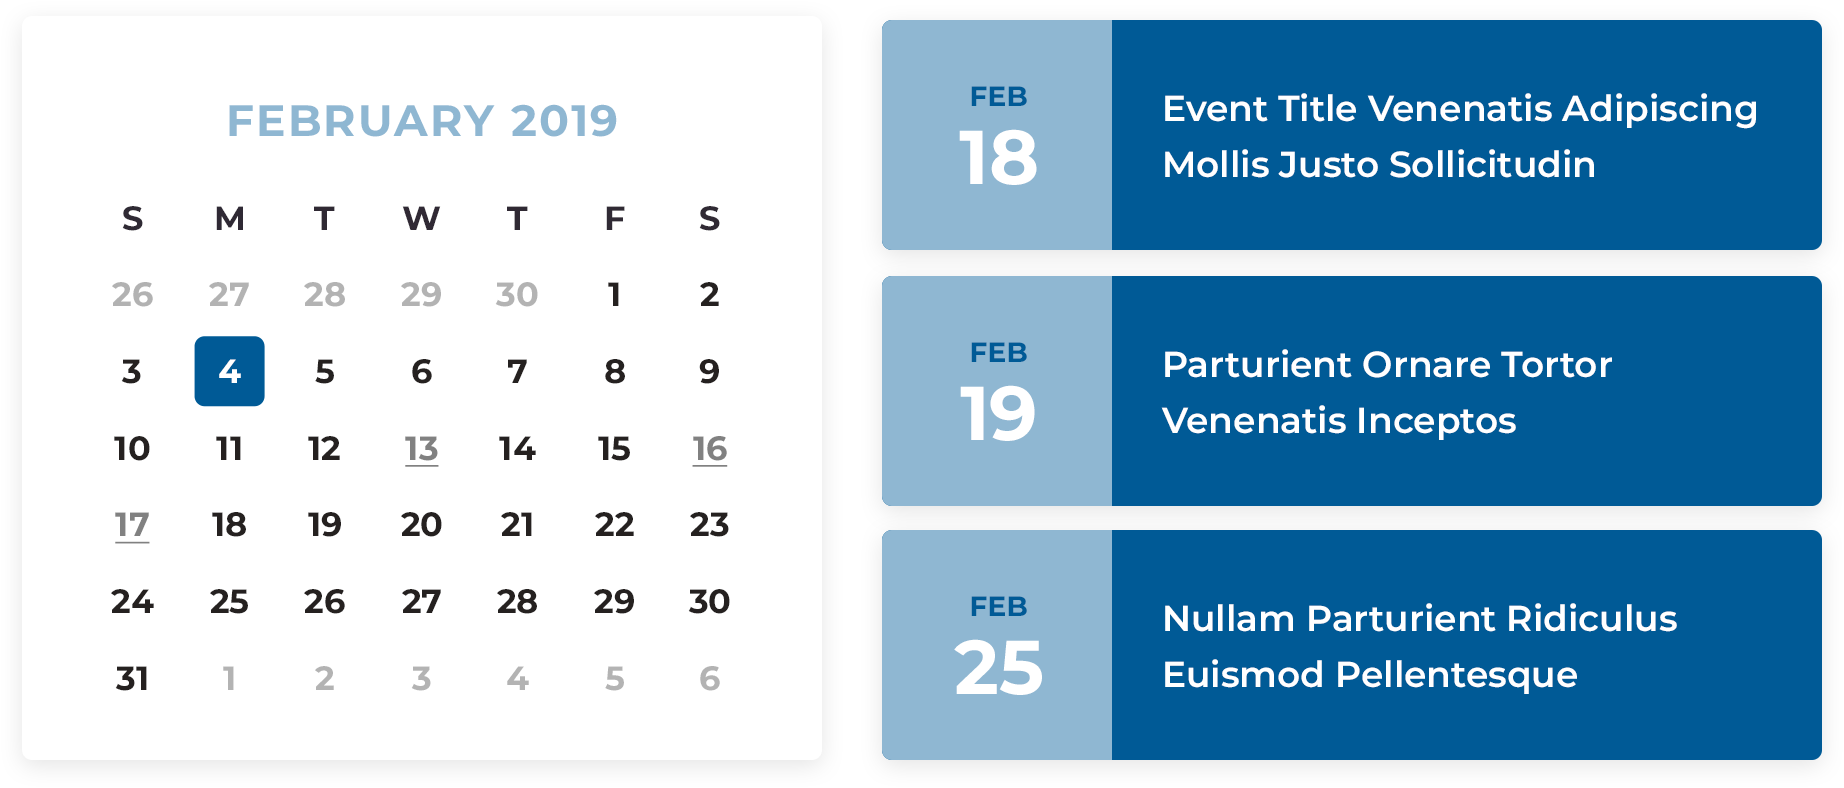 FEBRUARY 2019
S M T W T F S
26 27 28 29 30 1 2
3 4 5 6 7 8 9
10 11 12 13 14 15 16
17 18 19 20 21 22 23
24 25 26 27 28 29 30
31 1 2 3 4 5 6
FEB
18
Event Title Venenatis Adipiscing
Mollis Justo Sollicitudin
FEB
19
Parturient Ornare Tortor
Venenatis Inceptos
FEB
25
Nullam Parturient Ridiculus
Euismod Pellentesque